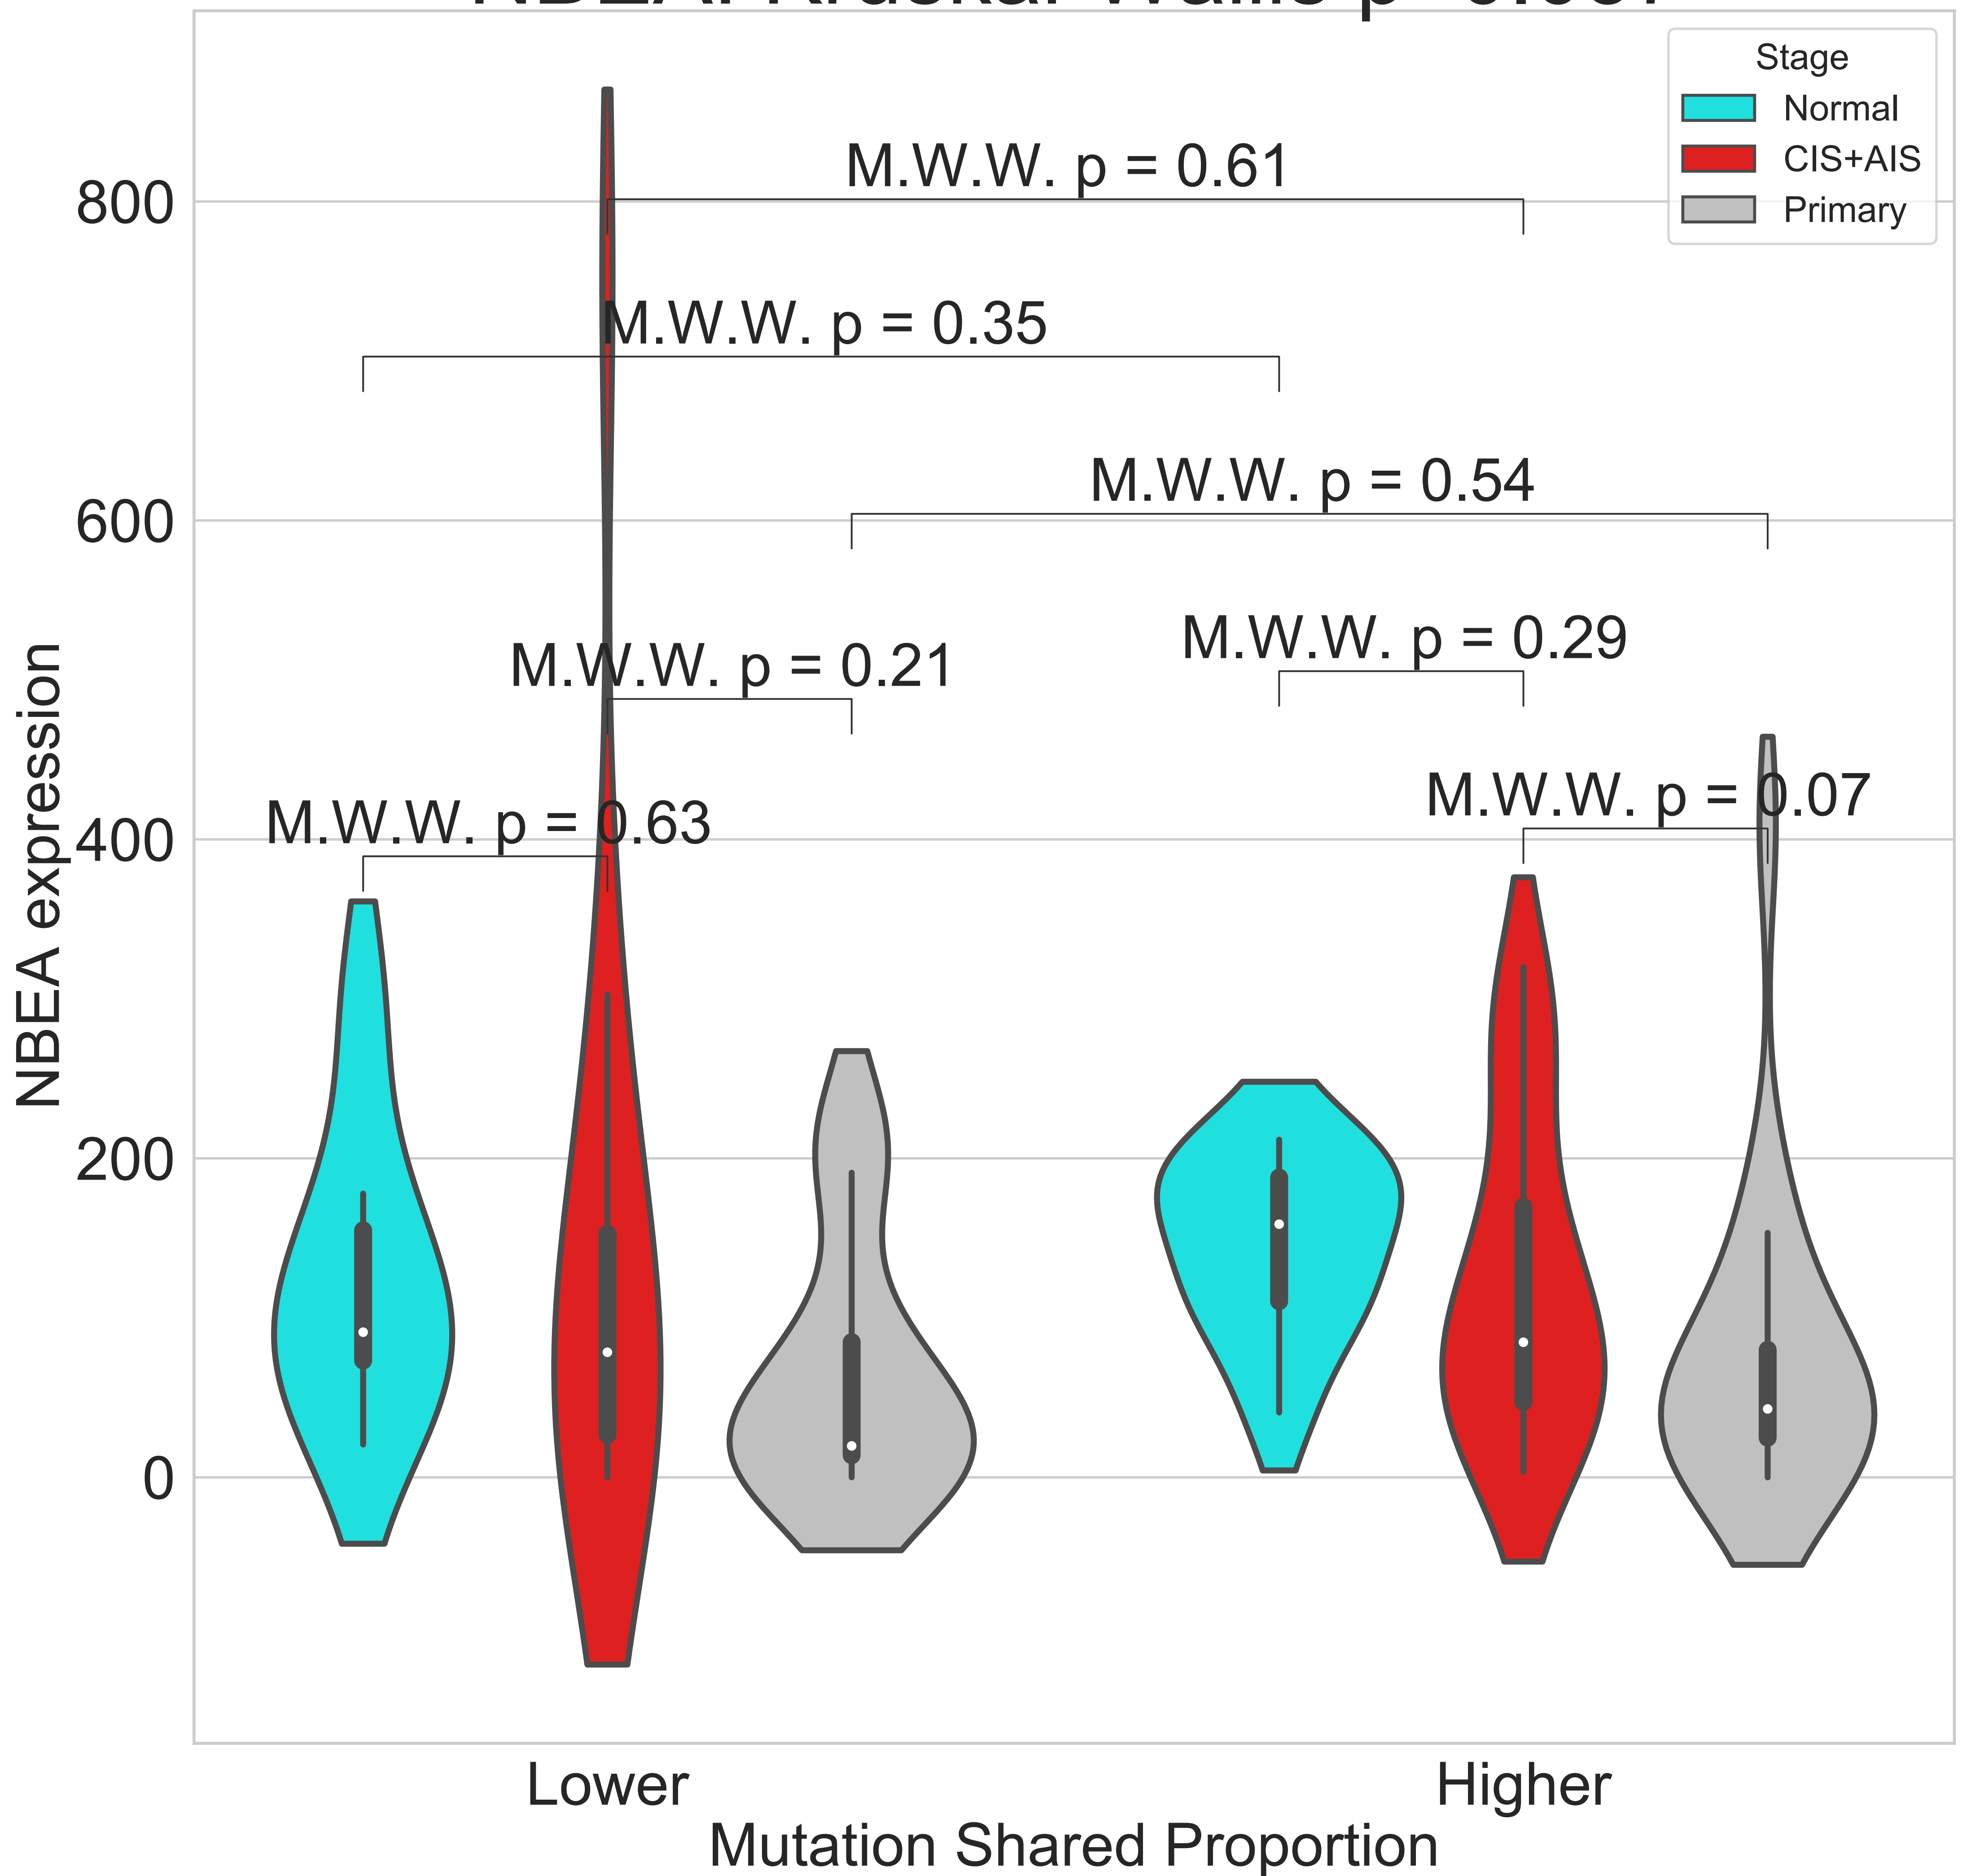 Stage
Normal
CIS+AIS
Primary
M.W.W. p = 0.61
M.W.W. p = 0.35
M.W.W. p = 0.54
M.W.W. p = 0.21
M.W.W. p = 0.29
M.W.W. p = 0.63
M.W.W. p = 0.07
800
600
400
200
0
NBEA expression
Lower
Higher
Mutation Shared Proportion